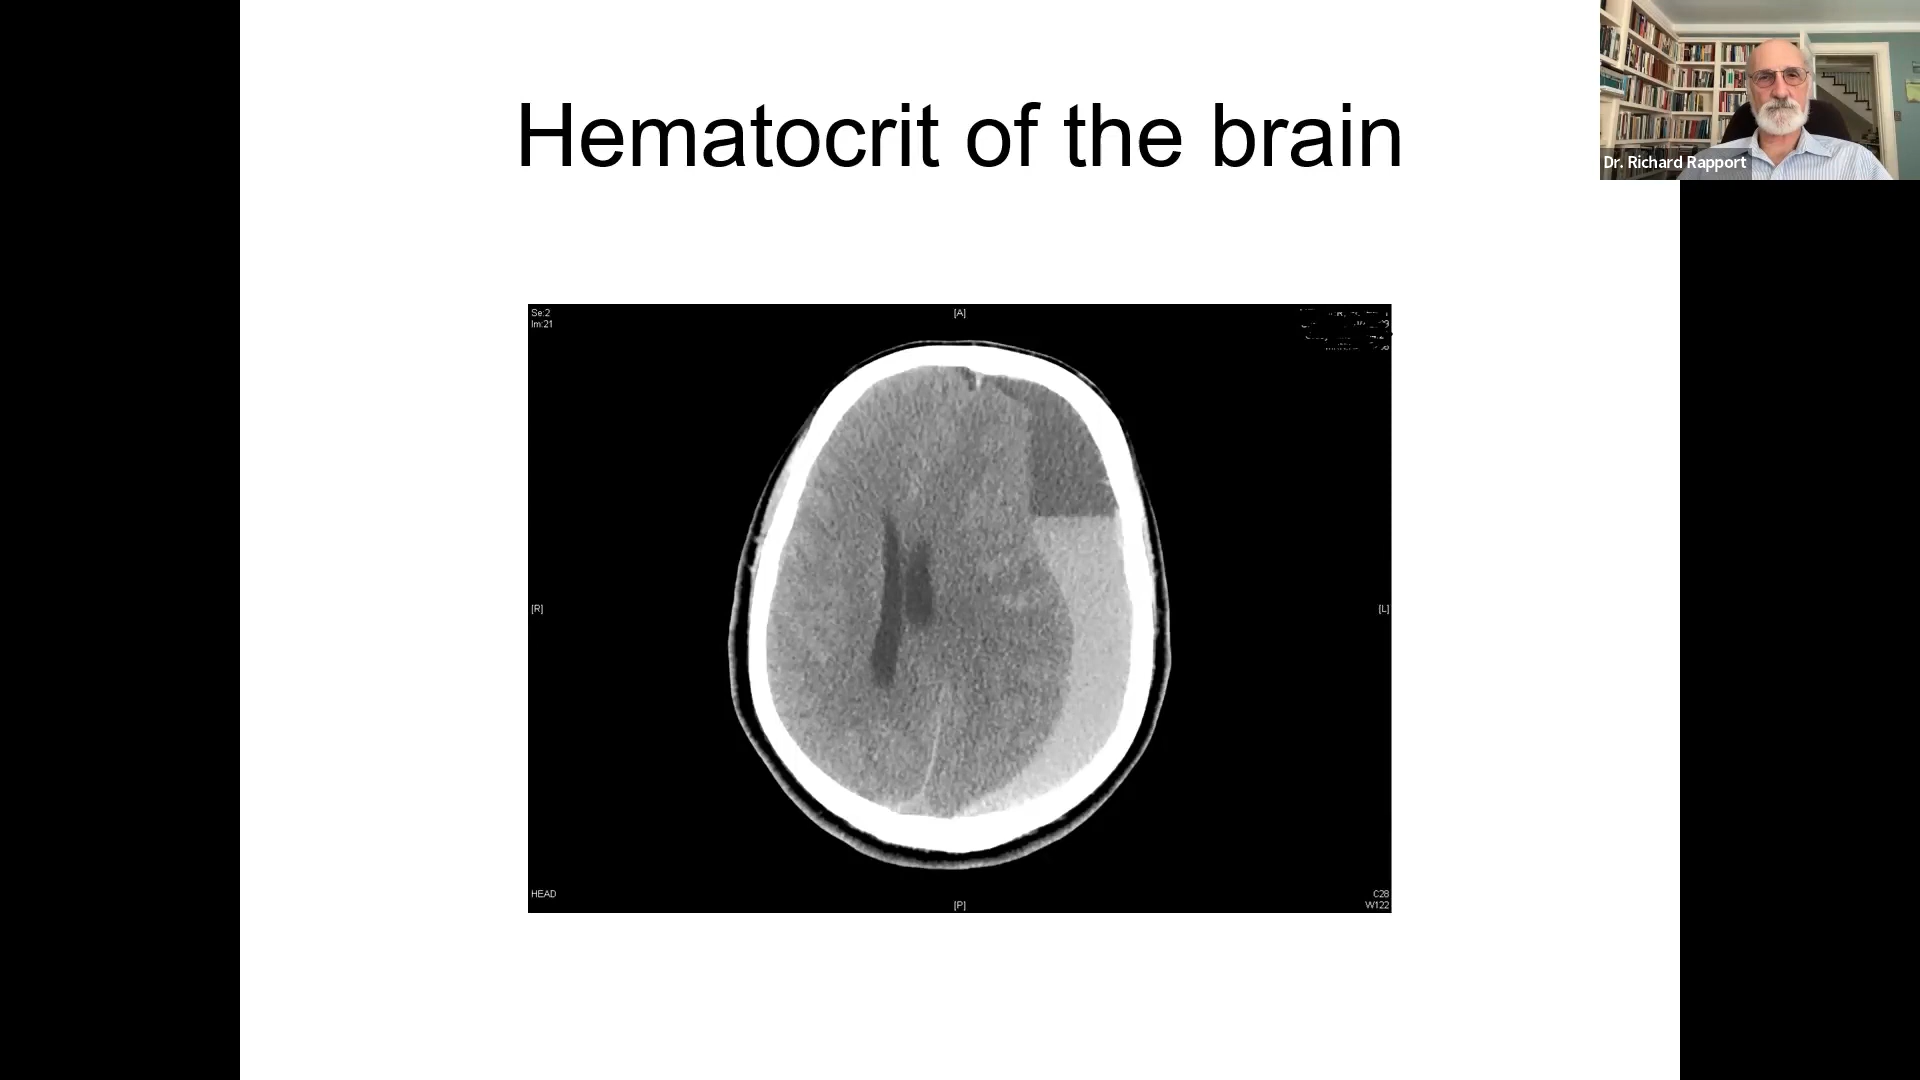 Hematocrit of the brain
Dr. Richard Rapport
Se:2
Im:21
[A]
[R]
[L]
HEAD
[P]
C28
W122